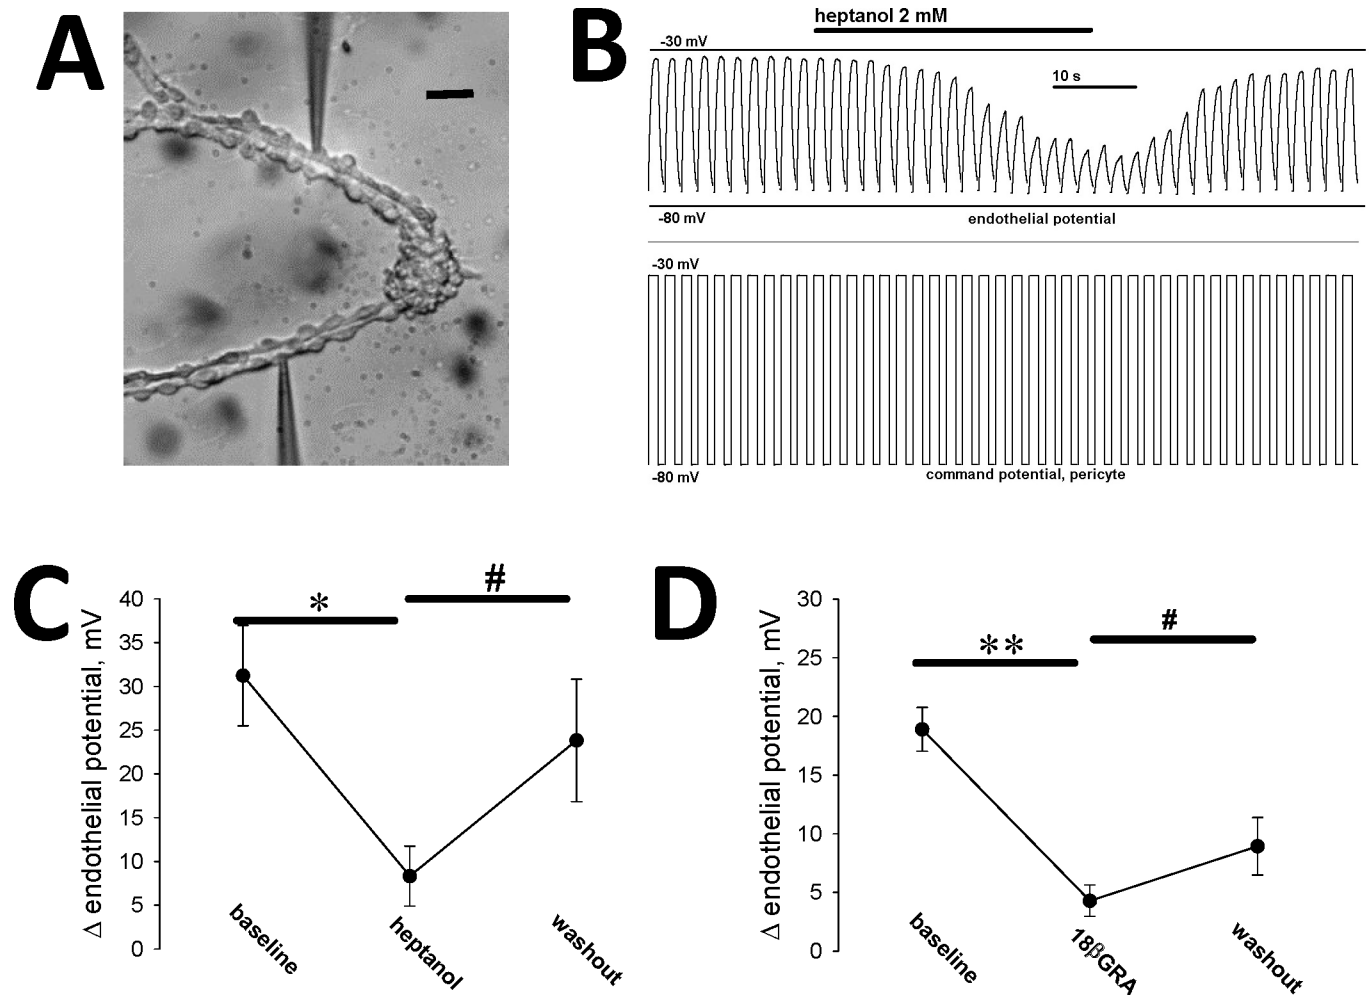 A
B
heptanol 2 mM
-30 mV
10 s
-80 mV
endothelial potential
-30 mV
-80 mV
command potential, pericyte
C
Δ endothelial potential, mV
40
35
30
25
20
15
10
5
0
*
#
baseline
heptanol
washout
D
Δ endothelial potential, mV
30
25
20
15
10
5
0
**
#
baseline
18βGRA
washout